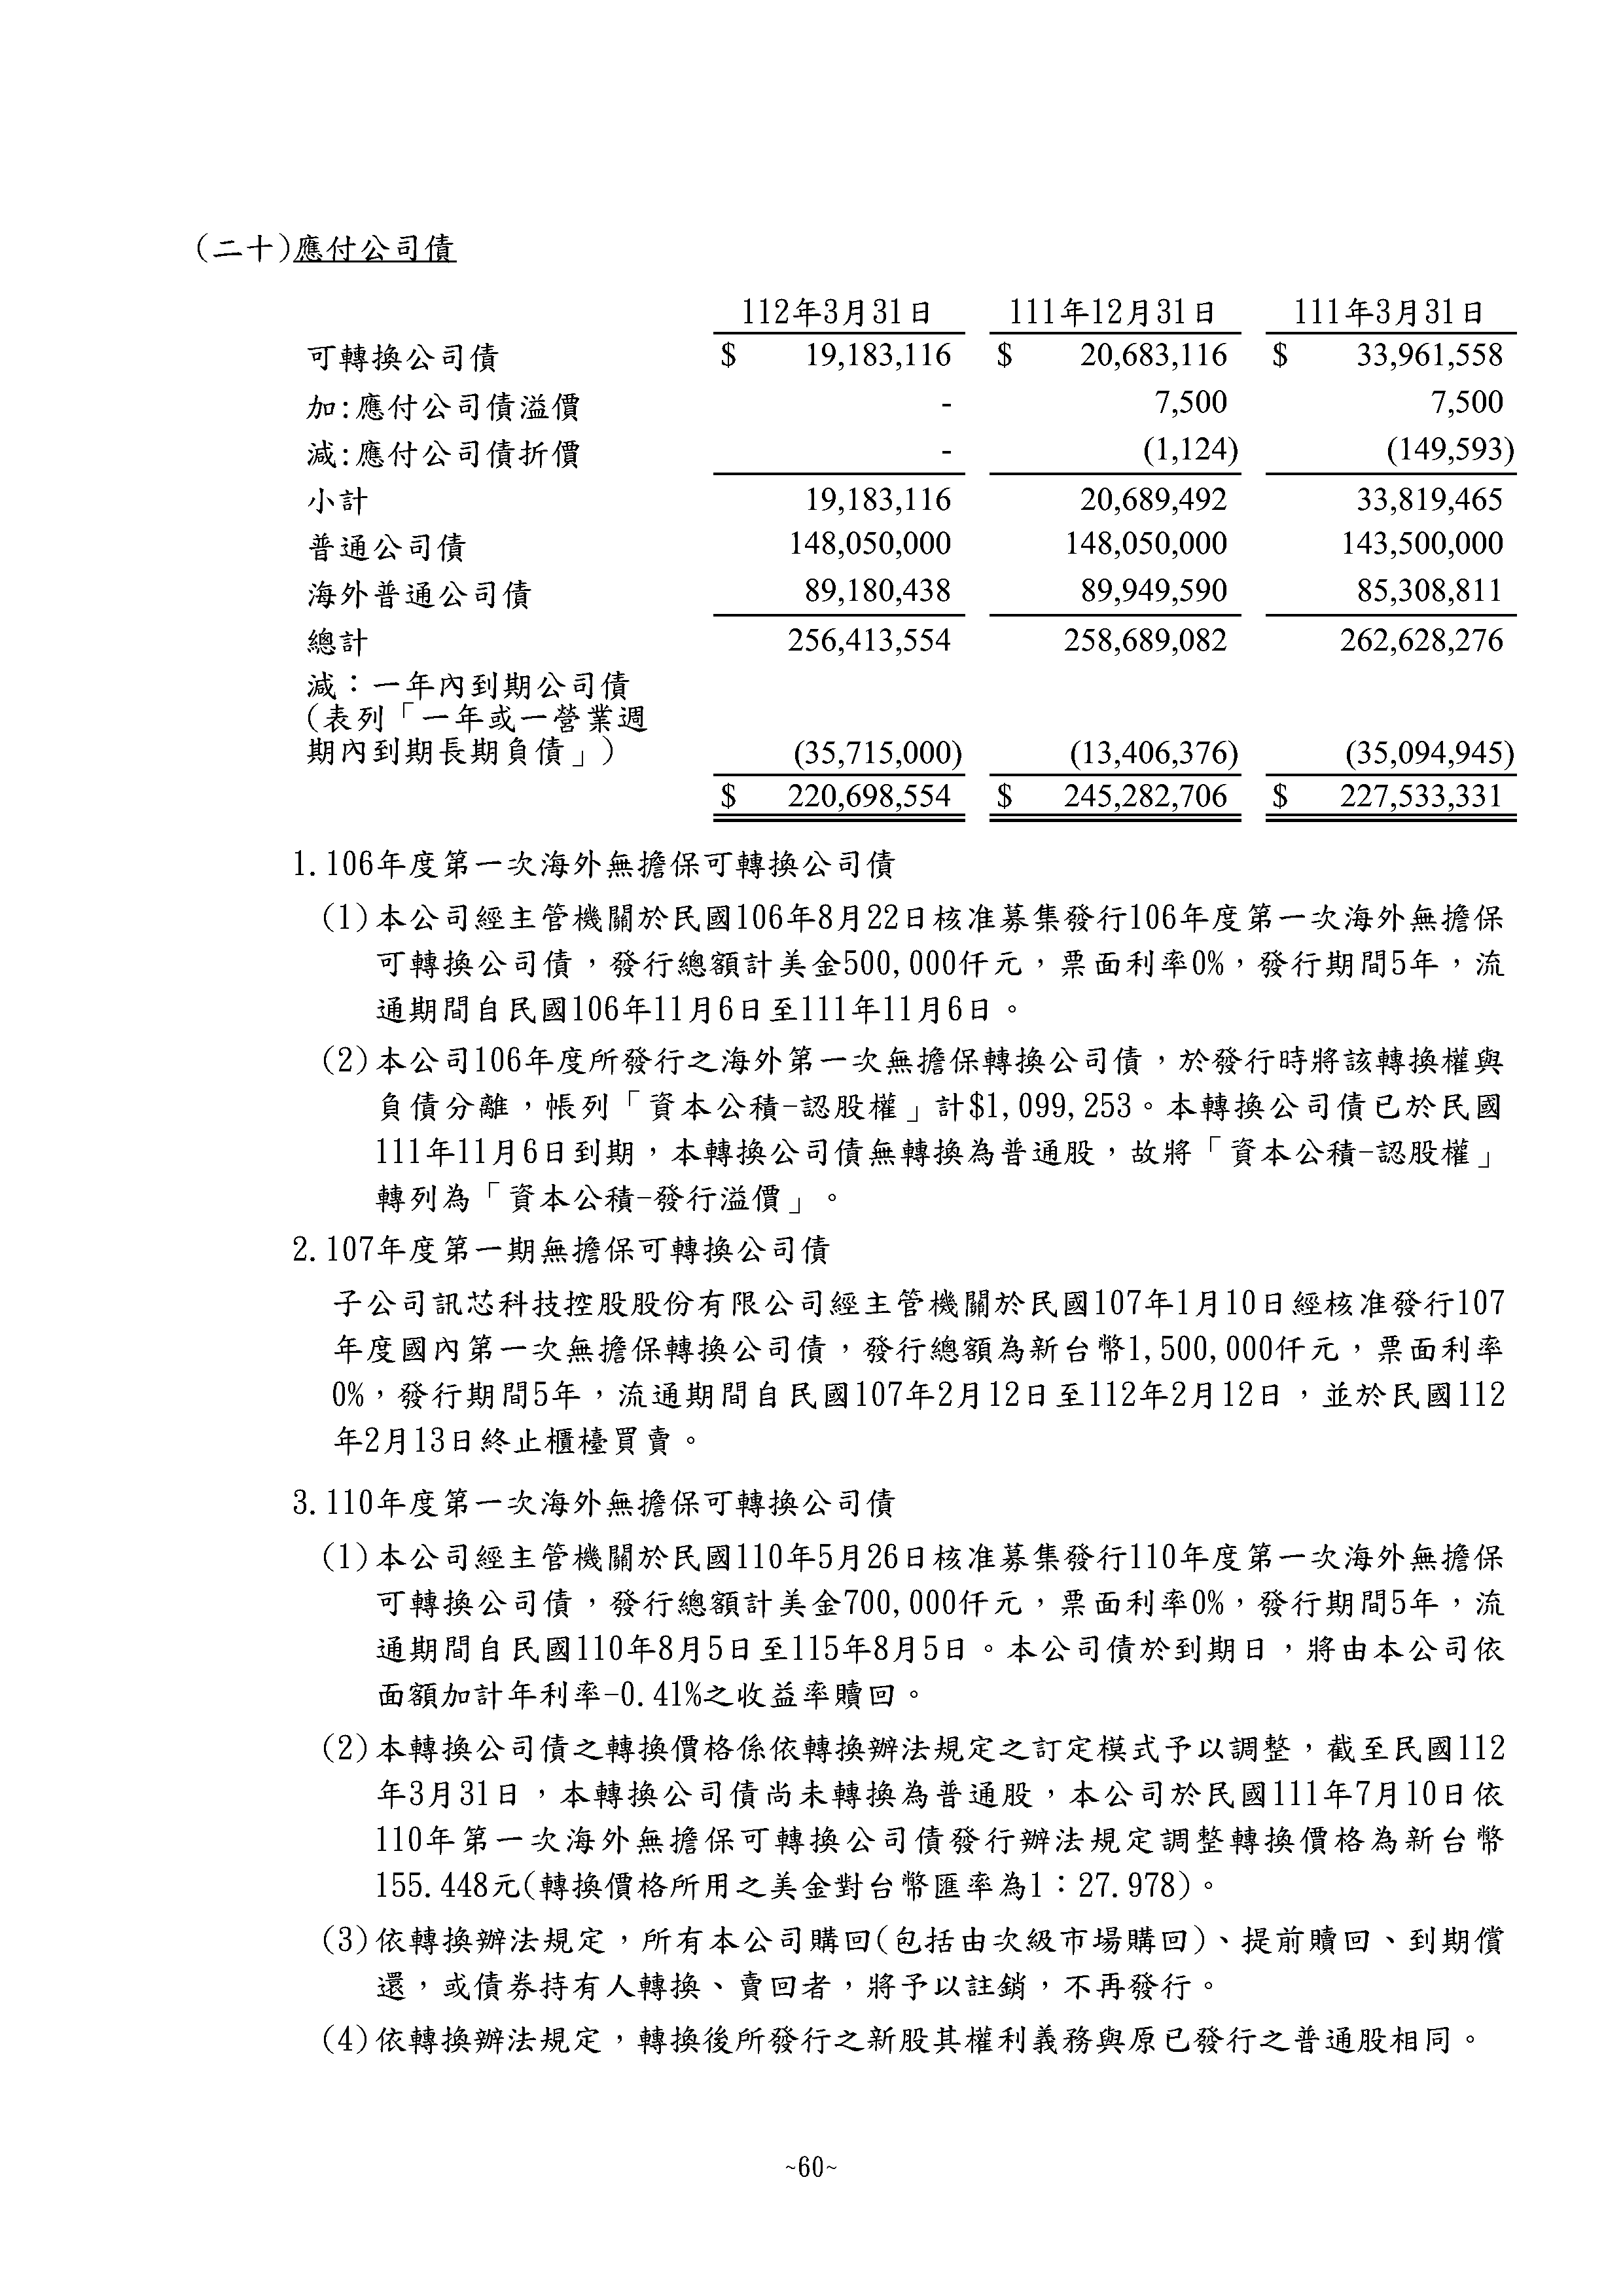 (二十)應付公司債
112年3月31日 111年12月31日 111年3月31日
可轉換公司債 $ 19,183,116 $ 20,683,116 $ 33,961,558
加:應付公司債溢價 - 7,500 7,500
減:應付公司債折價 - (1,124) (149,593)
小計 19,183,116 20,689,492 33,819,465
普通公司債 148,050,000 148,050,000 143,500,000
海外普通公司債 89,180,438 89,949,590 85,308,811
總計 256,413,554 258,689,082 262,628,276
減：一年內到期公司債
(表列「一年或一營業週
期內到期長期負債」) (35,715,000) (13,406,376) (35,094,945)
$ 220,698,554 $ 245,282,706 $ 227,533,331
1.106年度第一次海外無擔保可轉換公司債
(1)本公司經主管機關於民國106年8月22日核准募集發行106年度第一次海外無擔保
可轉換公司債，發行總額計美金500,000仟元，票面利率0%，發行期間5年，流
通期間自民國106年11月6日至111年11月6日。
(2)本公司106年度所發行之海外第一次無擔保轉換公司債，於發行時將該轉換權與
負債分離，帳列「資本公積-認股權」計$1,099,253。本轉換公司債已於民國
111年11月6日到期，本轉換公司債無轉換為普通股，故將「資本公積-認股權」
轉列為「資本公積-發行溢價」。
2.107年度第一期無擔保可轉換公司債
子公司訊芯科技控股股份有限公司經主管機關於民國107年1月10日經核准發行107
年度國內第一次無擔保轉換公司債，發行總額為新台幣1,500,000仟元，票面利率
0%，發行期間5年，流通期間自民國107年2月12日至112年2月12日，並於民國112
年2月13日終止櫃檯買賣。
3.110年度第一次海外無擔保可轉換公司債
(1)本公司經主管機關於民國110年5月26日核准募集發行110年度第一次海外無擔保
可轉換公司債，發行總額計美金700,000仟元，票面利率0%，發行期間5年，流
通期間自民國110年8月5日至115年8月5日。本公司債於到期日，將由本公司依
面額加計年利率-0.41%之收益率贖回。
(2)本轉換公司債之轉換價格係依轉換辦法規定之訂定模式予以調整，截至民國112
年3月31日，本轉換公司債尚未轉換為普通股，本公司於民國111年7月10日依
110年第一次海外無擔保可轉換公司債發行辦法規定調整轉換價格為新台幣
155.448元(轉換價格所用之美金對台幣匯率為1：27.978)。
(3)依轉換辦法規定，所有本公司購回(包括由次級市場購回)、提前贖回、到期償
還，或債券持有人轉換、賣回者，將予以註銷，不再發行。
(4)依轉換辦法規定，轉換後所發行之新股其權利義務與原已發行之普通股相同。
~60~